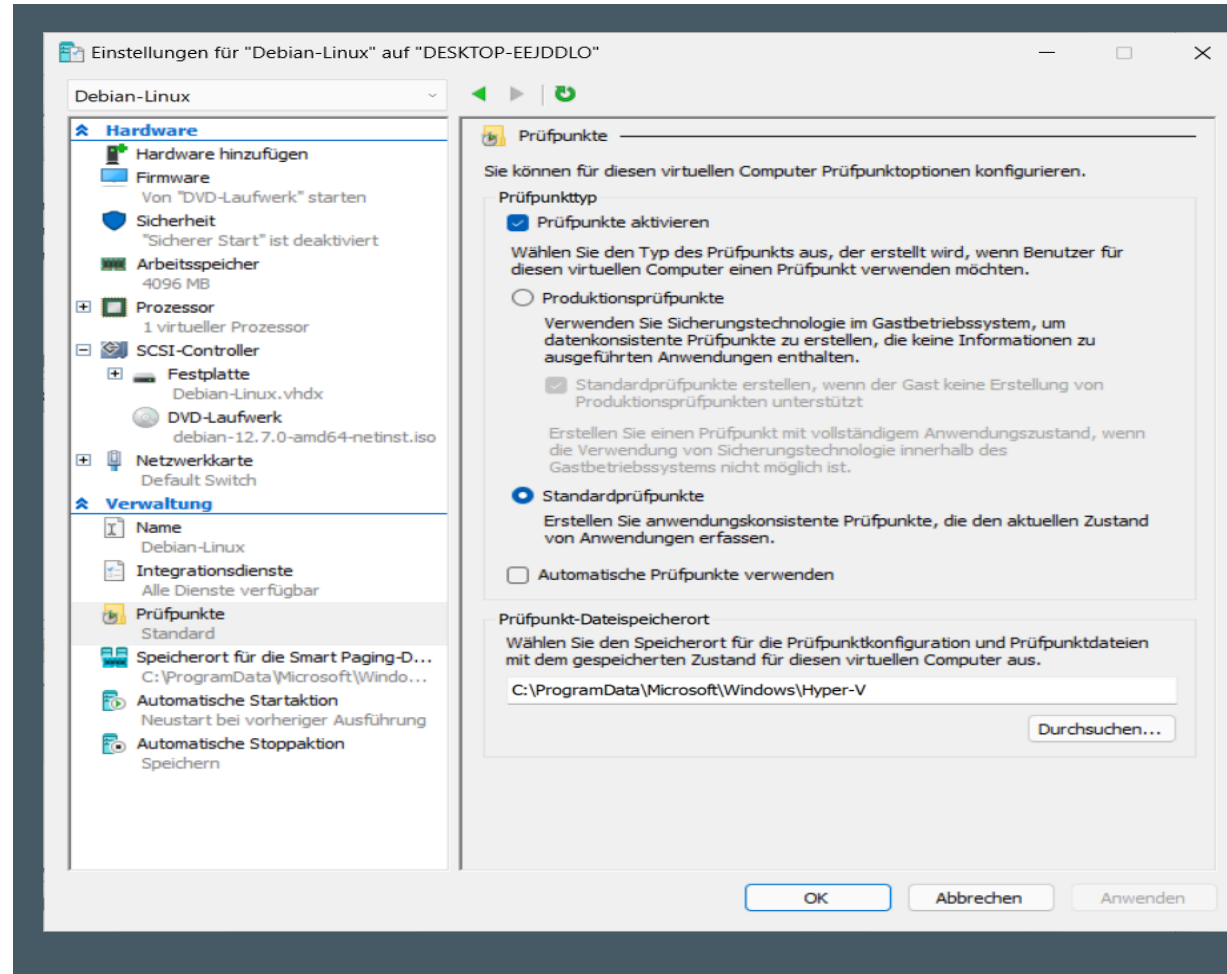 Einstellungen für "Debian-Linux" auf "DESKTOP-EEJDDLO"
Debian-Linux
Hardware
Hardware hinzufügen
Firmware
Von "DVD-Laufwerk" starten
Sicherheit
"Sicherer Start" ist deaktiviert
Arbeitsspeicher
4096 MB
Prozessor
1 virtueller Prozessor
SCSI-Controller
Festplatte
Debian-Linux.vhdx
DVD-Laufwerk
debian-12.7.0-amd64-netinst.iso
Netzwerkkarte
Default Switch
Verwaltung
Name
Debian-Linux
Integrationsdienste
Alle Dienste verfügbar
Prüfpunkte
Standard
Speicherort für die Smart Paging-D...
C:\ProgramData\Microsoft\Windo...
Automatische Startaktion
Neustart bei vorheriger Ausführung
Automatische Stoppaktion
Speichern
Prüfpunkte
Sie können für diesen virtuellen Computer Prüfpunktoptionen konfigurieren.
Prüfpunkttyp
Prüfpunkte aktivieren
Wählen Sie den Typ des Prüfpunkts aus, der erstellt wird, wenn Benutzer für
diesen virtuellen Computer einen Prüfpunkt verwenden möchten.
Produktionsprüfpunkte
Verwenden Sie Sicherungstechnologie im Gastbetriebssystem, um
datenkonsistente Prüfpunkte zu erstellen, die keine Informationen zu
ausgeführten Anwendungen enthalten.
Standardprüfpunkte erstellen, wenn der Gast keine Erstellung von
Produktionsprüfpunkten unterstützt
Erstellen Sie einen Prüfpunkt mit vollständigem Anwendungszustand, wenn
die Verwendung von Sicherungstechnologie innerhalb des
Gastbetriebssystems nicht möglich ist.
Standardprüfpunkte
Erstellen Sie anwendungskonsistente Prüfpunkte, die den aktuellen Zustand
von Anwendungen erfassen.
Automatische Prüfpunkte verwenden
Prüfpunkt-Dateispeicherort
Wählen Sie den Speicherort für die Prüfpunktkonfiguration und Prüfpunktdateien
mit dem gespeicherten Zustand für diesen virtuellen Computer aus.
C:\ProgramData\Microsoft\Windows\Hyper-V
Durchsuchen...
OK
Abbrechen
Anwenden